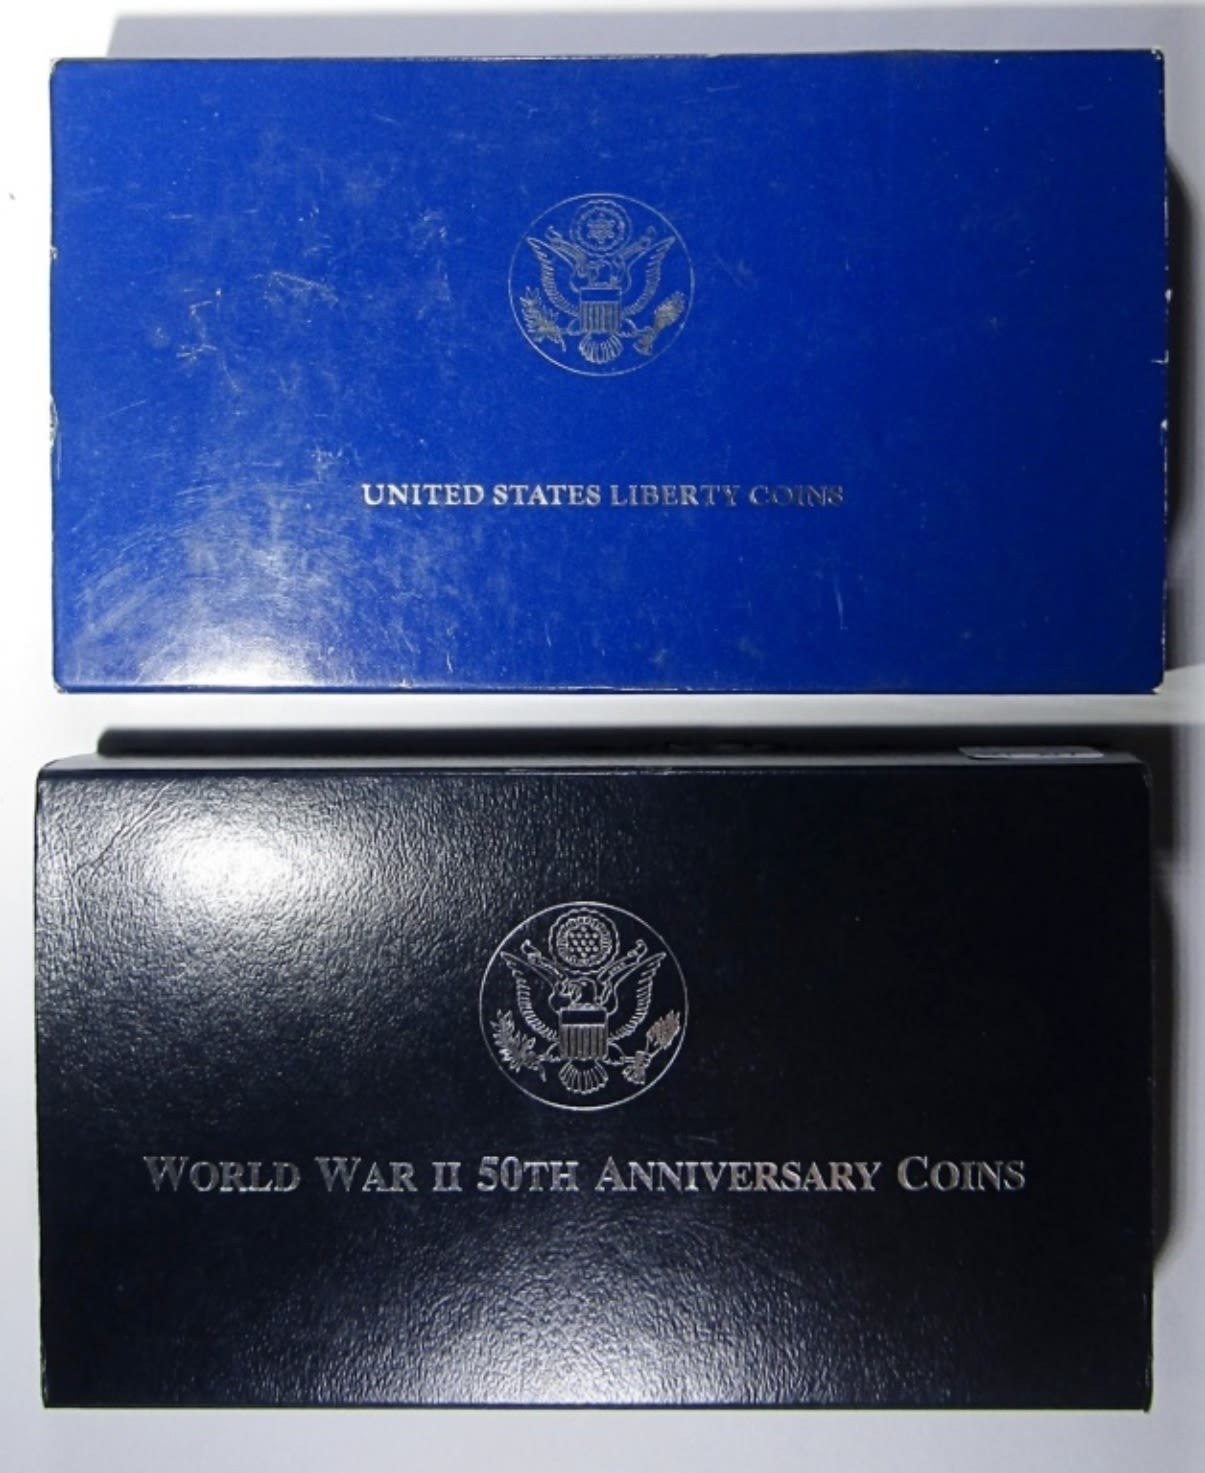 UNITED STATES LIBERTY COINS
WORLD WAR II 50TH ANNIVERSARY COINS